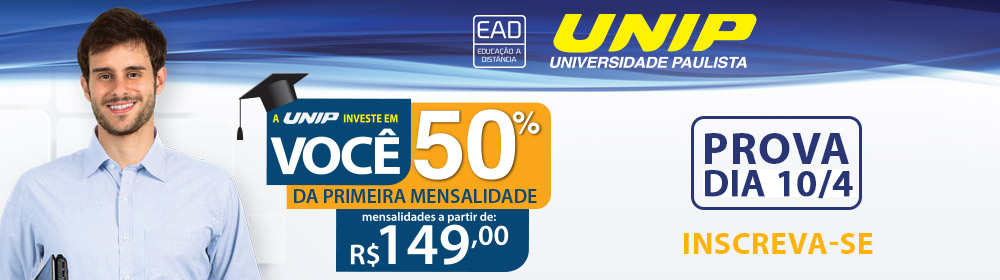 EAD
EDUCAÇÃO A
DISTÂNCIA
UNIP
UNIVERSIDADE PAULISTA
A UNIP INVESTE EM
VOCÊ 50%
DA PRIMEIRA MENSALIDADE
mensalidades a partir de:
R$149,00
PROVA
DIA 10/4
INSCREVA-SE